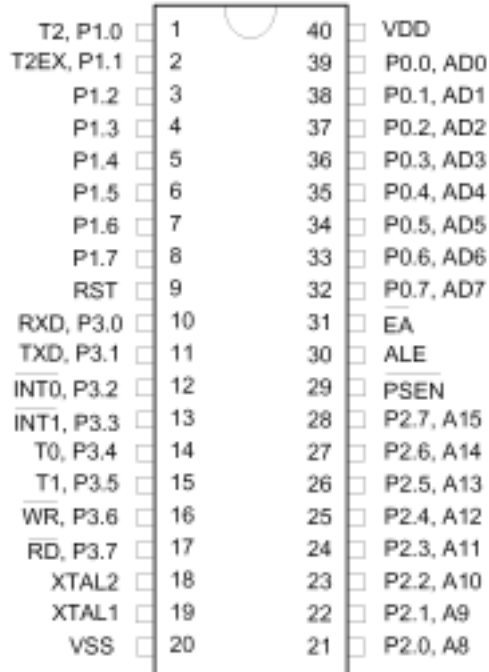 T2, P1.0 1 40 VDD
T2EX, P1.1 2 39 P0.0, AD0
P1.2 3 38 P0.1, AD1
P1.3 4 37 P0.2, AD2
P1.4 5 36 P0.3, AD3
P1.5 6 35 P0.4, AD4
P1.6 7 34 P0.5, AD5
P1.7 8 33 P0.6, AD6
RST 9 32 P0.7, AD7
RXD, P3.0 10 31 E̅A̅
TXD, P3.1 11 30 ALE
I̅N̅T̅0̅, P3.2 12 29 P̅S̅E̅N̅
I̅N̅T̅1̅, P3.3 13 28 P2.7, A15
T0, P3.4 14 27 P2.6, A14
T1, P3.5 15 26 P2.5, A13
W̅R̅, P3.6 16 25 P2.4, A12
R̅D̅, P3.7 17 24 P2.3, A11
XTAL2 18 23 P2.2, A10
XTAL1 19 22 P2.1, A9
VSS 20 21 P2.0, A8